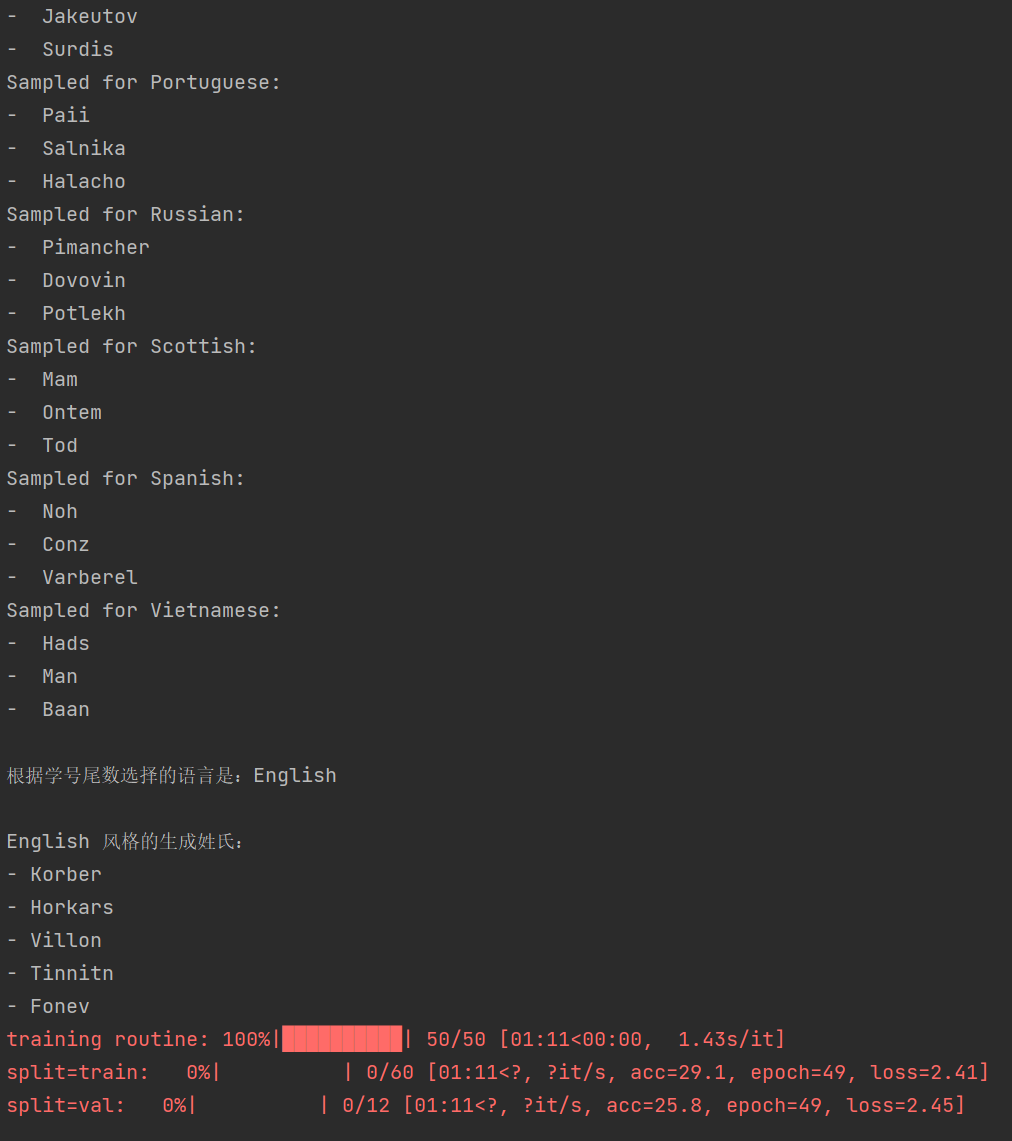 -  Jakeutov
-  Surdis
Sampled for Portuguese:
-  Paii
-  Salnika
-  Halacho
Sampled for Russian:
-  Pimancher
-  Dovovin
-  Potlekh
Sampled for Scottish:
-  Mam
-  Ontem
-  Tod
Sampled for Spanish:
-  Noh
-  Conz
-  Varberel
Sampled for Vietnamese:
-  Hads
-  Man
-  Baan
根据学号尾数选择的语言是：English
English 风格的生成姓氏：
- Korber
- Horkars
- Villon
- Tinnitn
- Fonev
training routine: 100%|██████████| 50/50 [01:11<00:00,  1.43s/it]
split=train:   0%|          | 0/60 [01:11<?, ?it/s, acc=29.1, epoch=49, loss=2.41]
split=val:   0%|          | 0/12 [01:11<?, ?it/s, acc=25.8, epoch=49, loss=2.45]